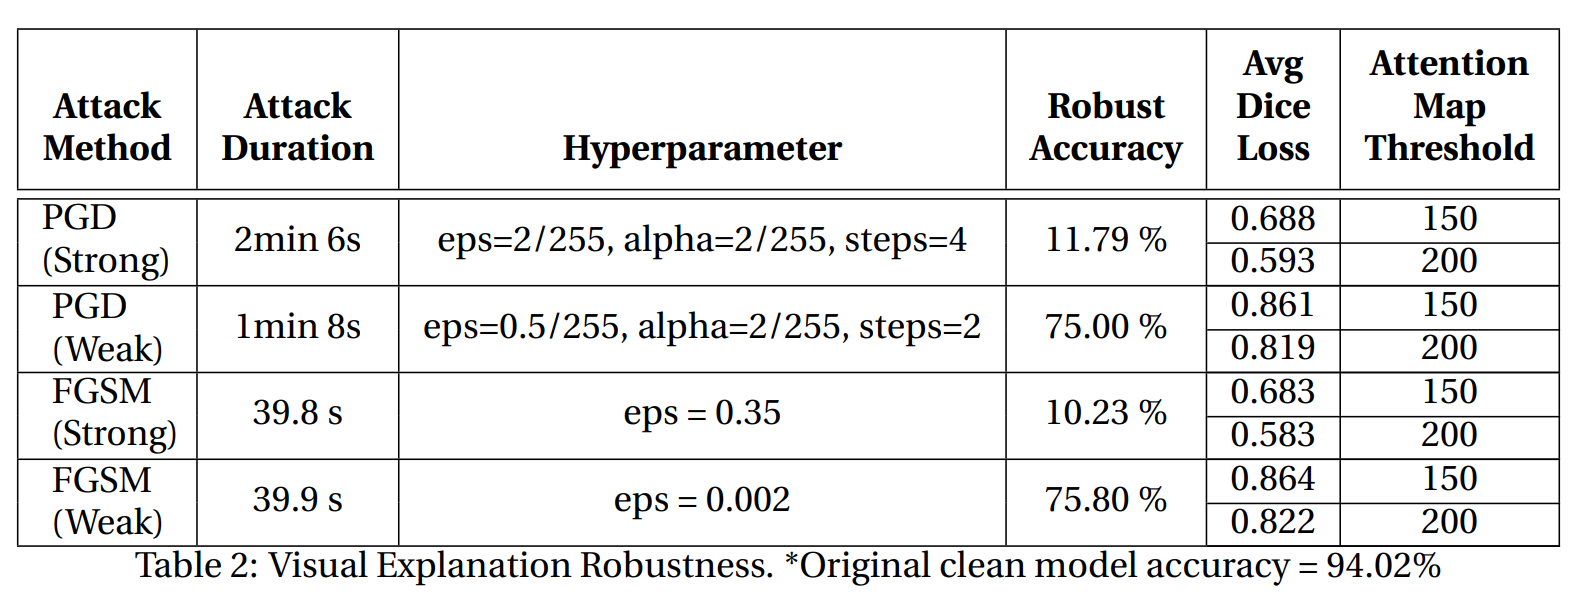 Attack Method | Attack Duration | Hyperparameter | Robust Accuracy | Avg Dice Loss | Attention Map Threshold
PGD (Strong) | 2min 6s | eps=2/255, alpha=2/255, steps=4 | 11.79 % | 0.688 | 150
0.593 | 200
PGD (Weak) | 1min 8s | eps=0.5/255, alpha=2/255, steps=2 | 75.00 % | 0.861 | 150
0.819 | 200
FGSM (Strong) | 39.8 s | eps = 0.35 | 10.23 % | 0.683 | 150
0.583 | 200
FGSM (Weak) | 39.9 s | eps = 0.002 | 75.80 % | 0.864 | 150
0.822 | 200
Table 2: Visual Explanation Robustness. *Original clean model accuracy = 94.02%